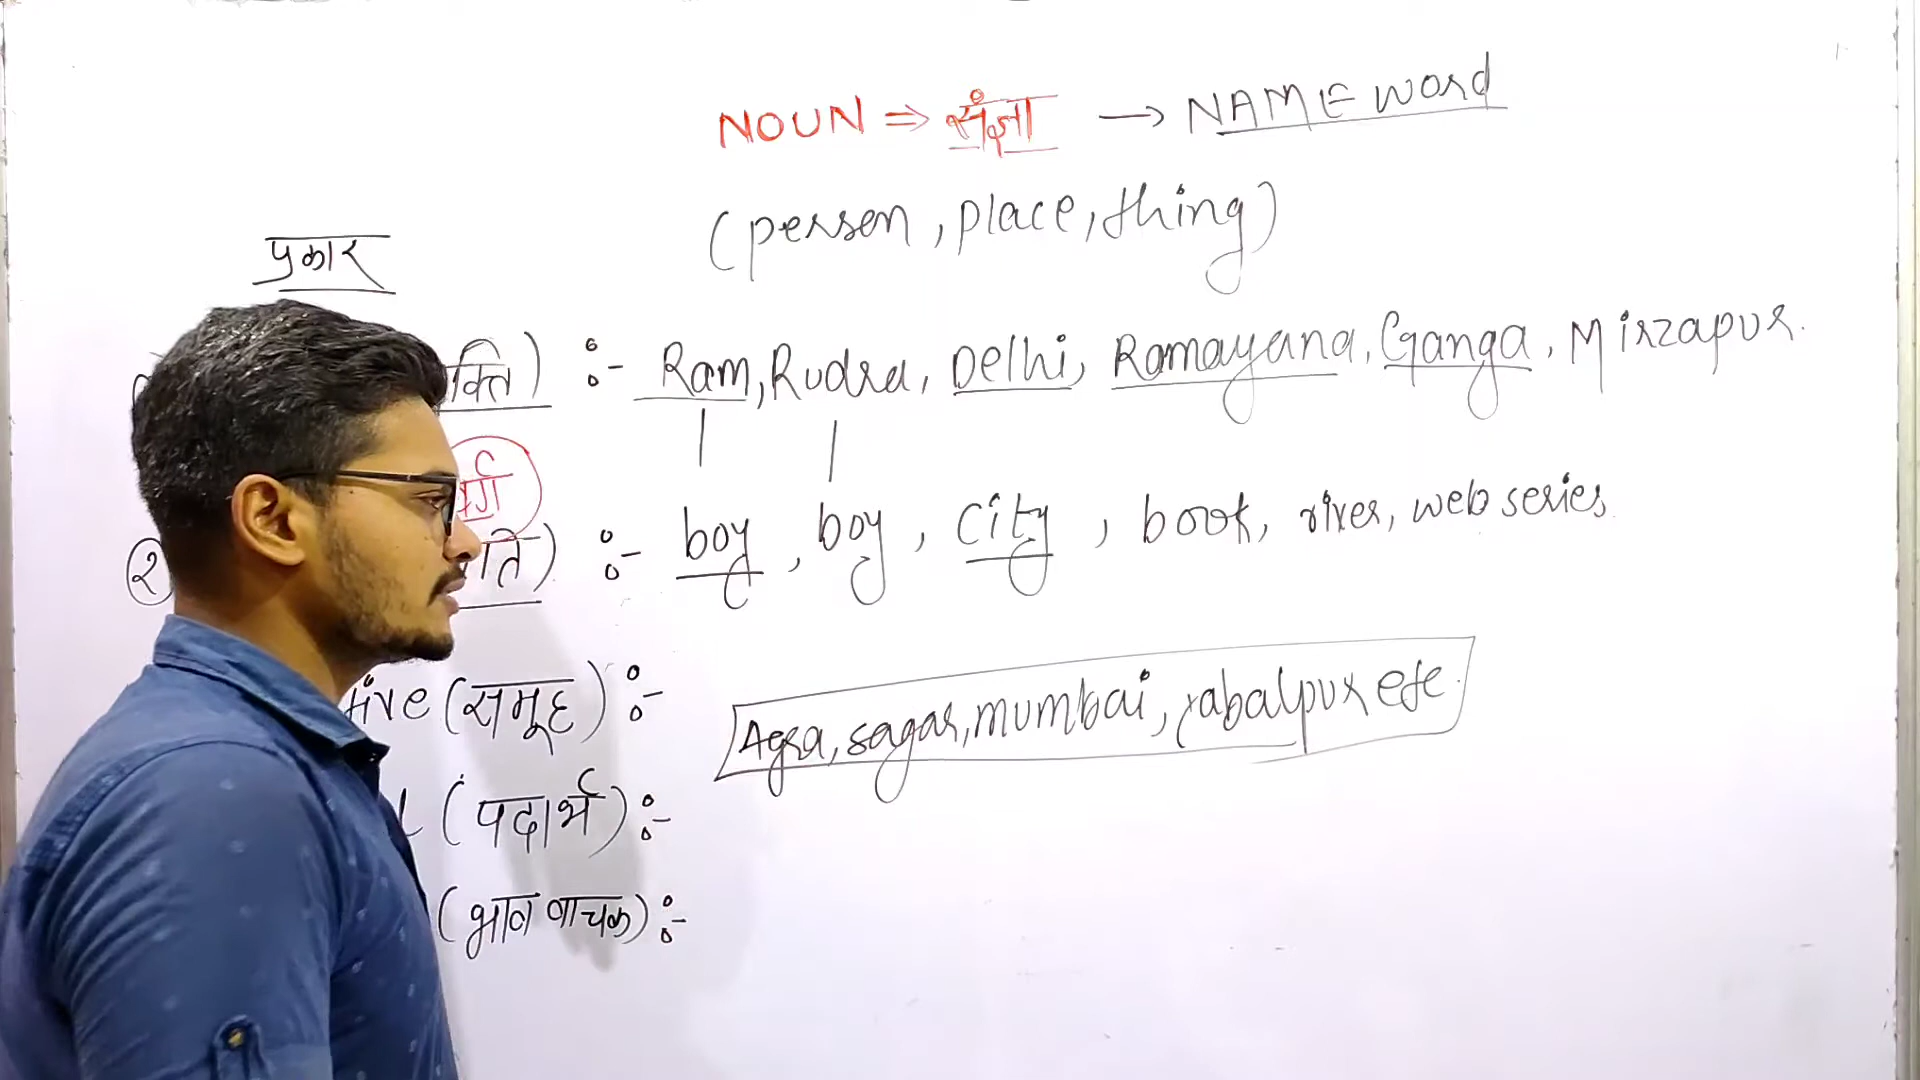 NOUN ⇒ संज्ञा → NAME word
(person, place, thing)
प्रकार
क्ति) :- Ram, Rudra, Delhi, Ramayana, Ganga, Mirzapur.
र्ग
२ ति) :- boy, boy, city, book, river, web series
tive (समूह) :-
Agra, sagar, mumbai, jabalpur etc.
l (पदार्थ) :-
(भाव वाचक) :-